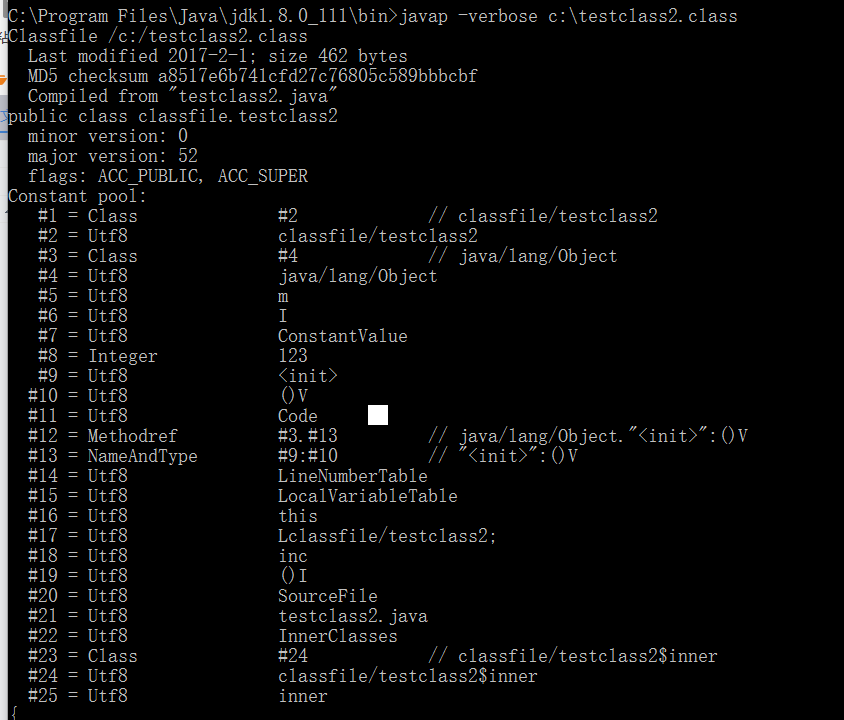 C:\Program Files\Java\jdk1.8.0_111\bin>javap -verbose c:\testclass2.class
Classfile /c:/testclass2.class
  Last modified 2017-2-1; size 462 bytes
  MD5 checksum a8517e6b741cfd27c76805c589bbbcbf
  Compiled from "testclass2.java"
public class classfile.testclass2
  minor version: 0
  major version: 52
  flags: ACC_PUBLIC, ACC_SUPER
Constant pool:
   #1 = Class              #2             // classfile/testclass2
   #2 = Utf8               classfile/testclass2
   #3 = Class              #4             // java/lang/Object
   #4 = Utf8               java/lang/Object
   #5 = Utf8               m
   #6 = Utf8               I
   #7 = Utf8               ConstantValue
   #8 = Integer            123
   #9 = Utf8               <init>
  #10 = Utf8               ()V
  #11 = Utf8               Code
  #12 = Methodref          #3.#13         // java/lang/Object."<init>":()V
  #13 = NameAndType        #9:#10         // "<init>":()V
  #14 = Utf8               LineNumberTable
  #15 = Utf8               LocalVariableTable
  #16 = Utf8               this
  #17 = Utf8               Lclassfile/testclass2;
  #18 = Utf8               inc
  #19 = Utf8               ()I
  #20 = Utf8               SourceFile
  #21 = Utf8               testclass2.java
  #22 = Utf8               InnerClasses
  #23 = Class              #24            // classfile/testclass2$inner
  #24 = Utf8               classfile/testclass2$inner
  #25 = Utf8               inner
{